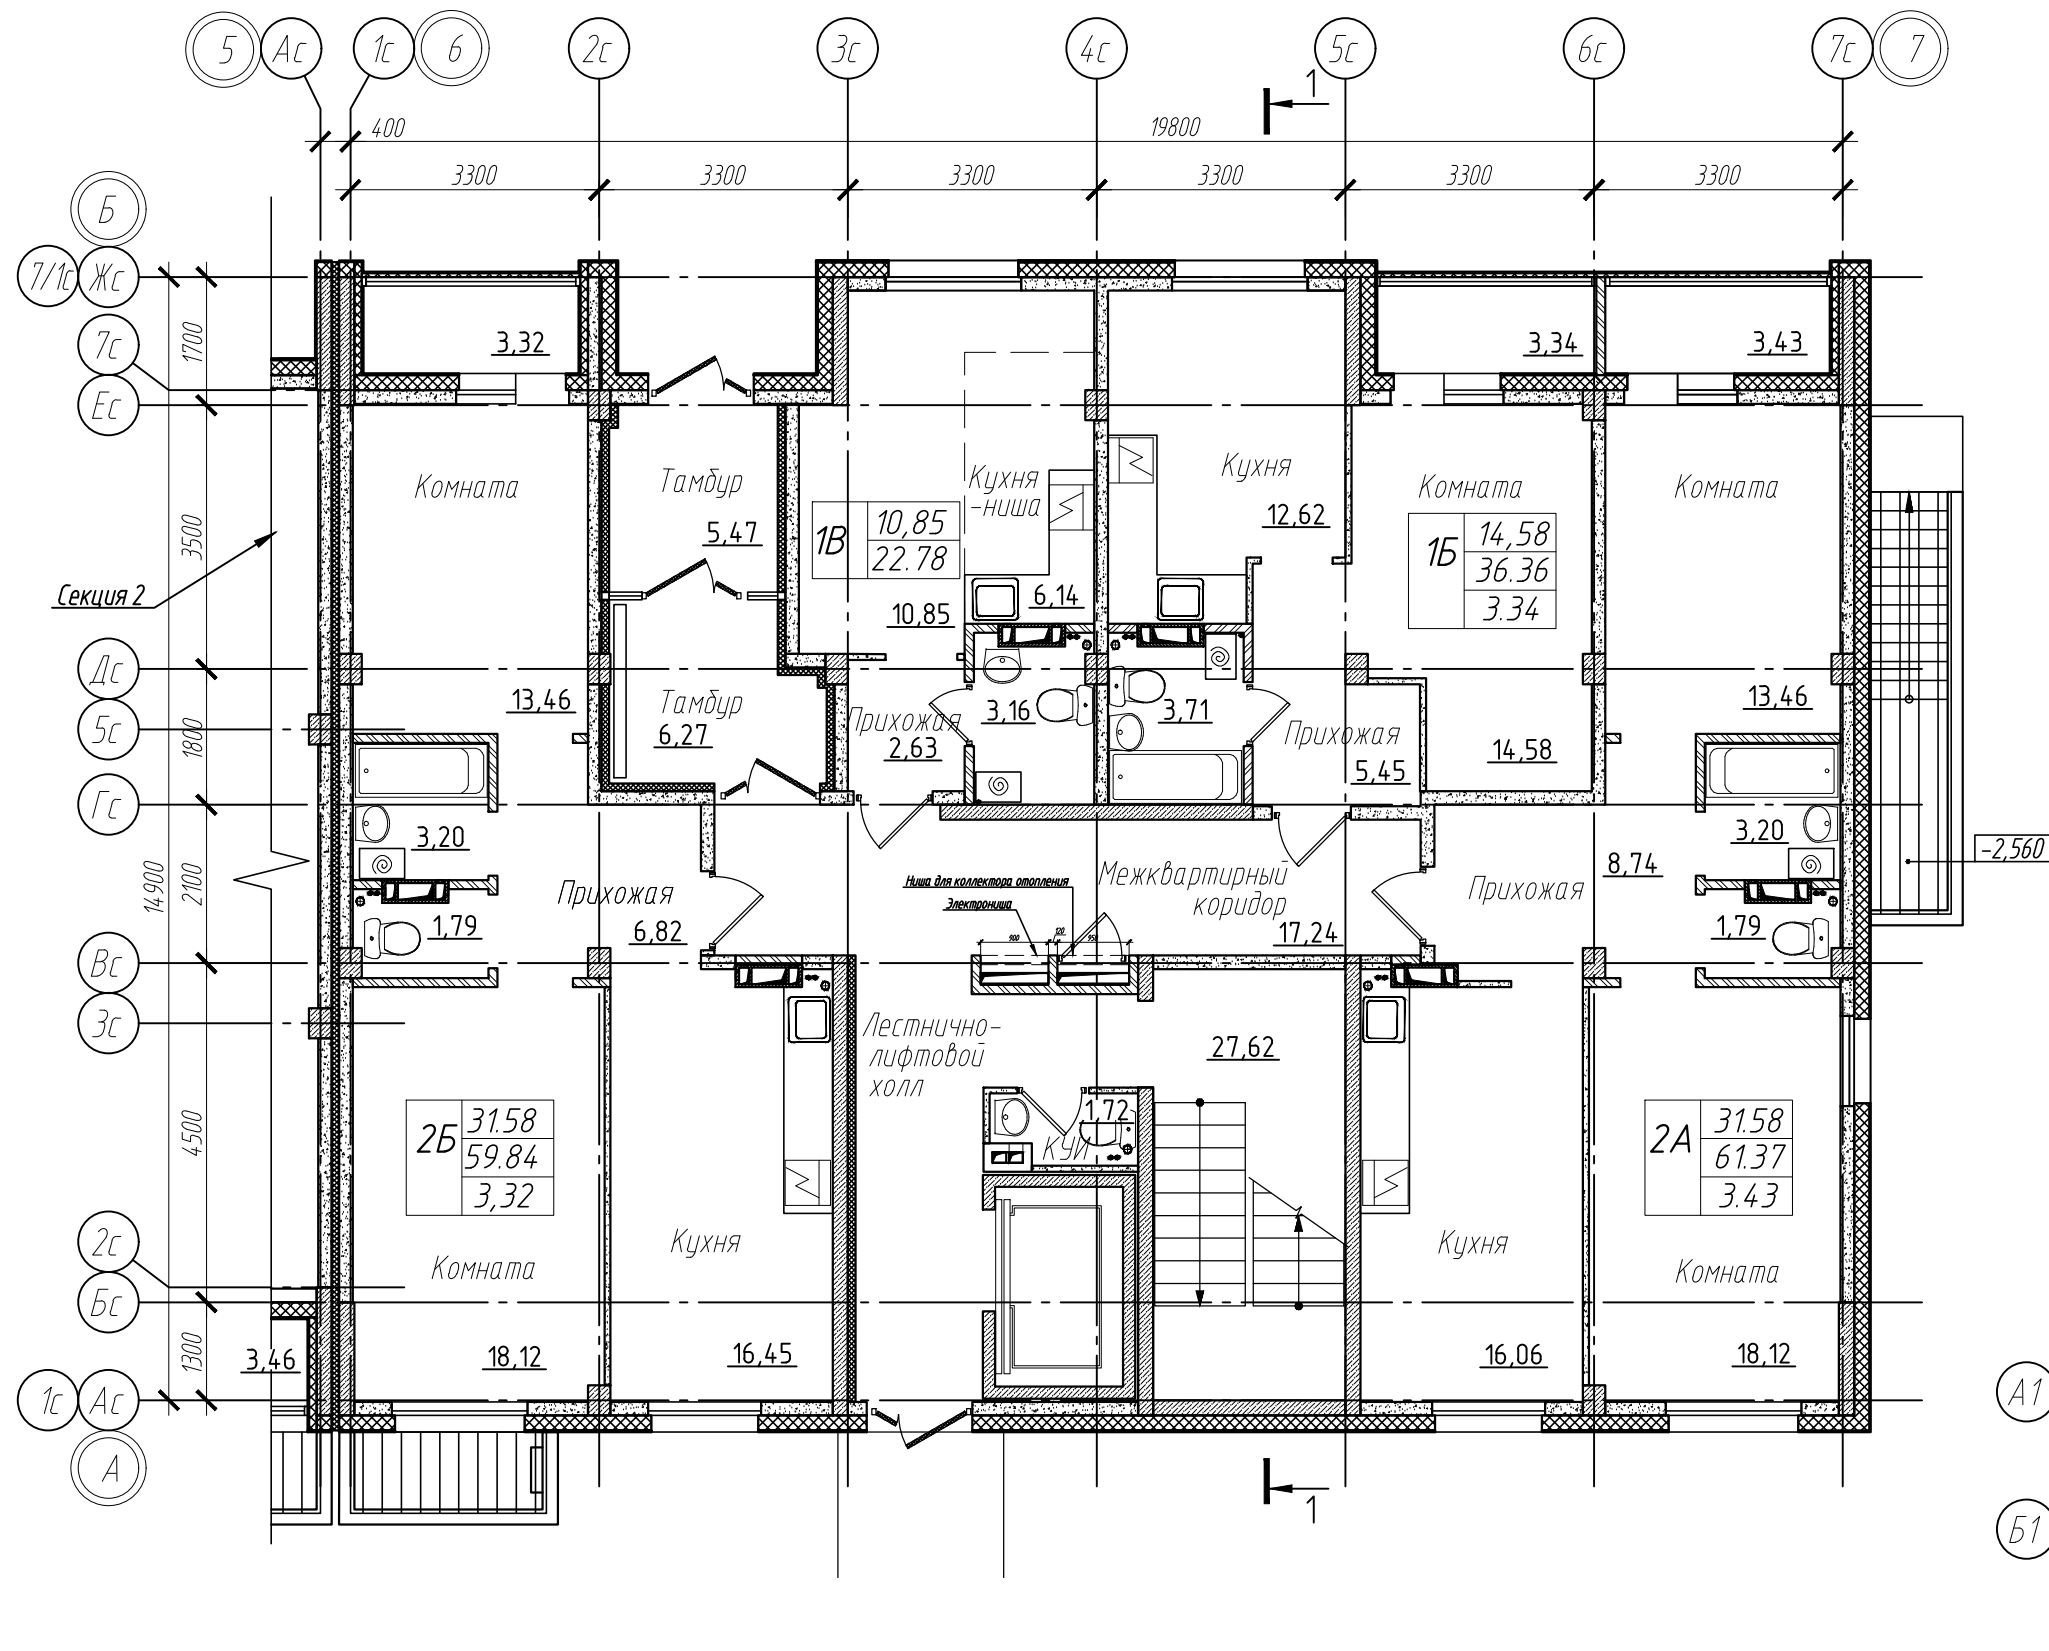 5 Ас 1с 6 2с 3с 4с 5с 6с 7с 7
1
400 19800
3300 3300 3300 3300 3300 3300
Б
7/1с Жс
7с
Ес
1700
3,32
3,34
3,43
Комната
Тамбур
5,47
Кухня
-ниша
Кухня
12,62
Комната
Комната
1В
10,85
22.78
1Б
14,58
36.36
3.34
3500
Секция 2
10,85
6,14
Дс
5с
Гс
1800
13,46
Тамбур
6,27
Прихожая
2,63
3,16
3,71
Прихожая
5,45
14,58
13,46
14900
2100
3,20
Прихожая
6,82
1,79
Ниша для коллектора отопления
Электрониша
900 120 950
Межквартирный
коридор
17,24
Прихожая
8,74
3,20
1,79
-2,560
Вс
3с
Лестнично-
лифтовой
холл
27,62
4500
2Б
31.58
59.84
3,32
1,72
КУИ
2А
31.58
61.37
3.43
2с
Бс
Комната
Кухня
Кухня
Комната
1300
3,46
18,12
16,45
16,06
18,12
1с Ас
А
А1
1
Б1